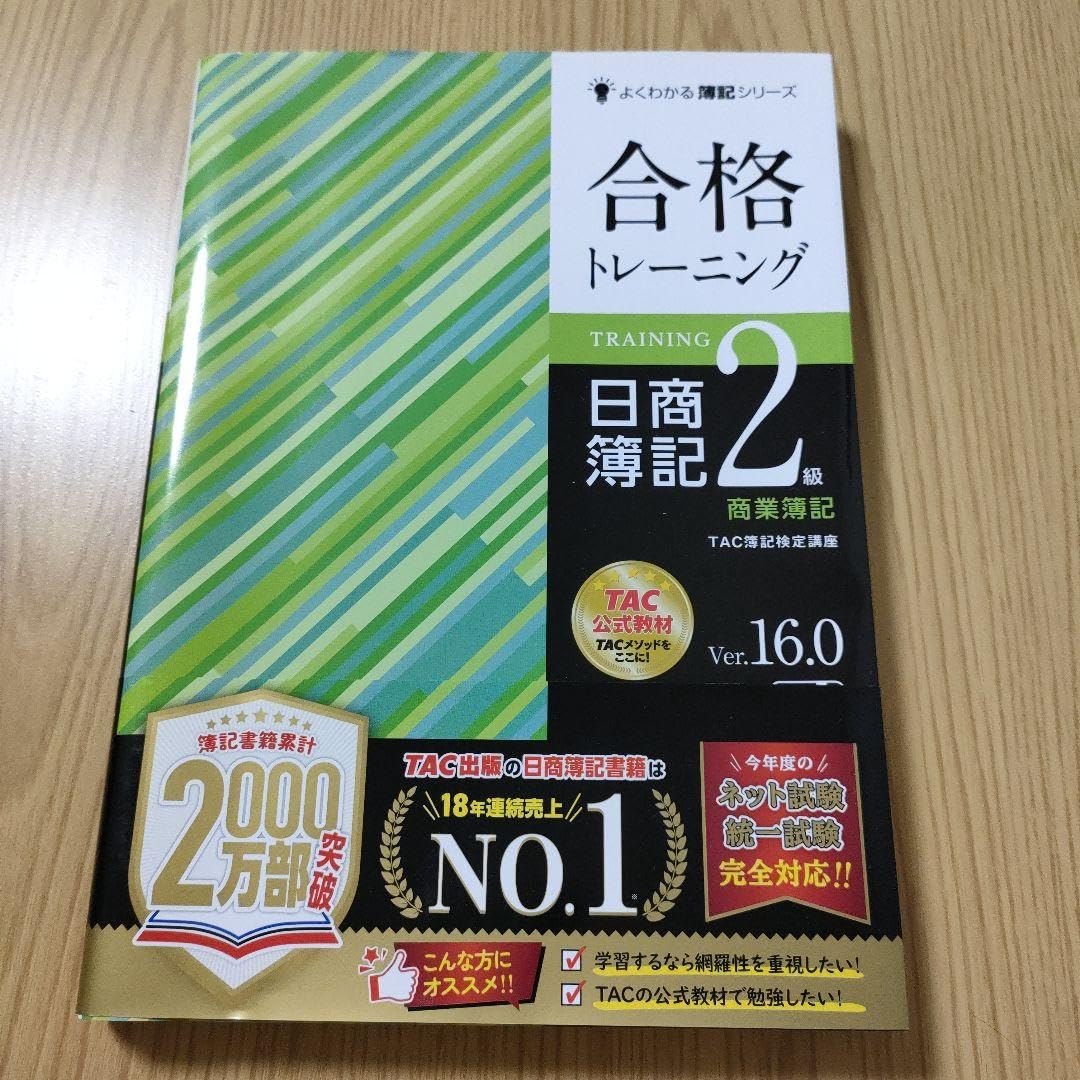 よくわかる簿記シリーズ
合格
トレーニング
TRAINING
日商
簿記
2級
商業簿記
TAC簿記検定講座
TAC
公式教材
TACメソッドを
ここに!
Ver.16.0
簿記書籍累計
2000
万部
突破
TAC出版の日商簿記書籍は
18年連続売上
NO.1※
今年度の
ネット試験
統一試験
完全対応!!
こんな方に
オススメ!!
学習するなら網羅性を重視したい!
TACの公式教材で勉強したい!